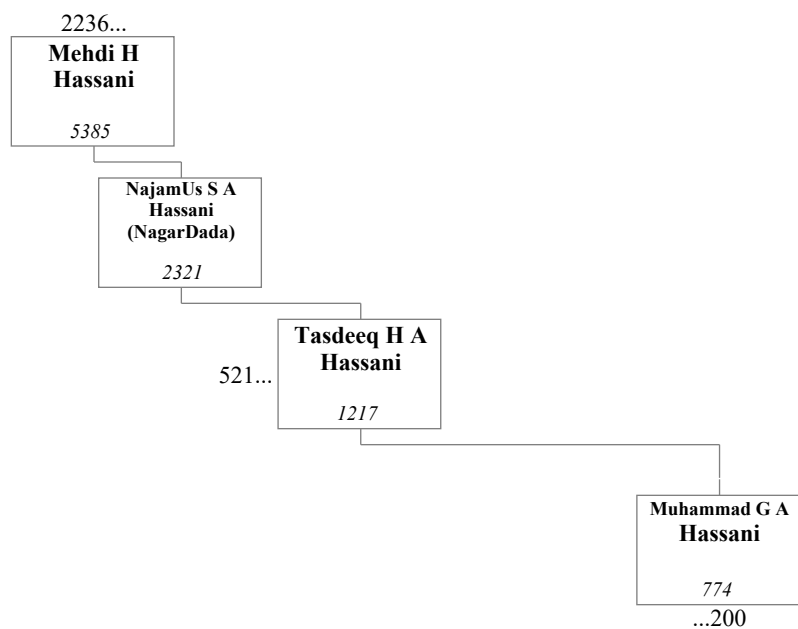 2236...
Mehdi H
Hassani
5385
NajamUs S A
Hassani
(NagarDada)
2321
Tasdeeq H A
Hassani
521...
1217
Muhammad G A
Hassani
774
...200